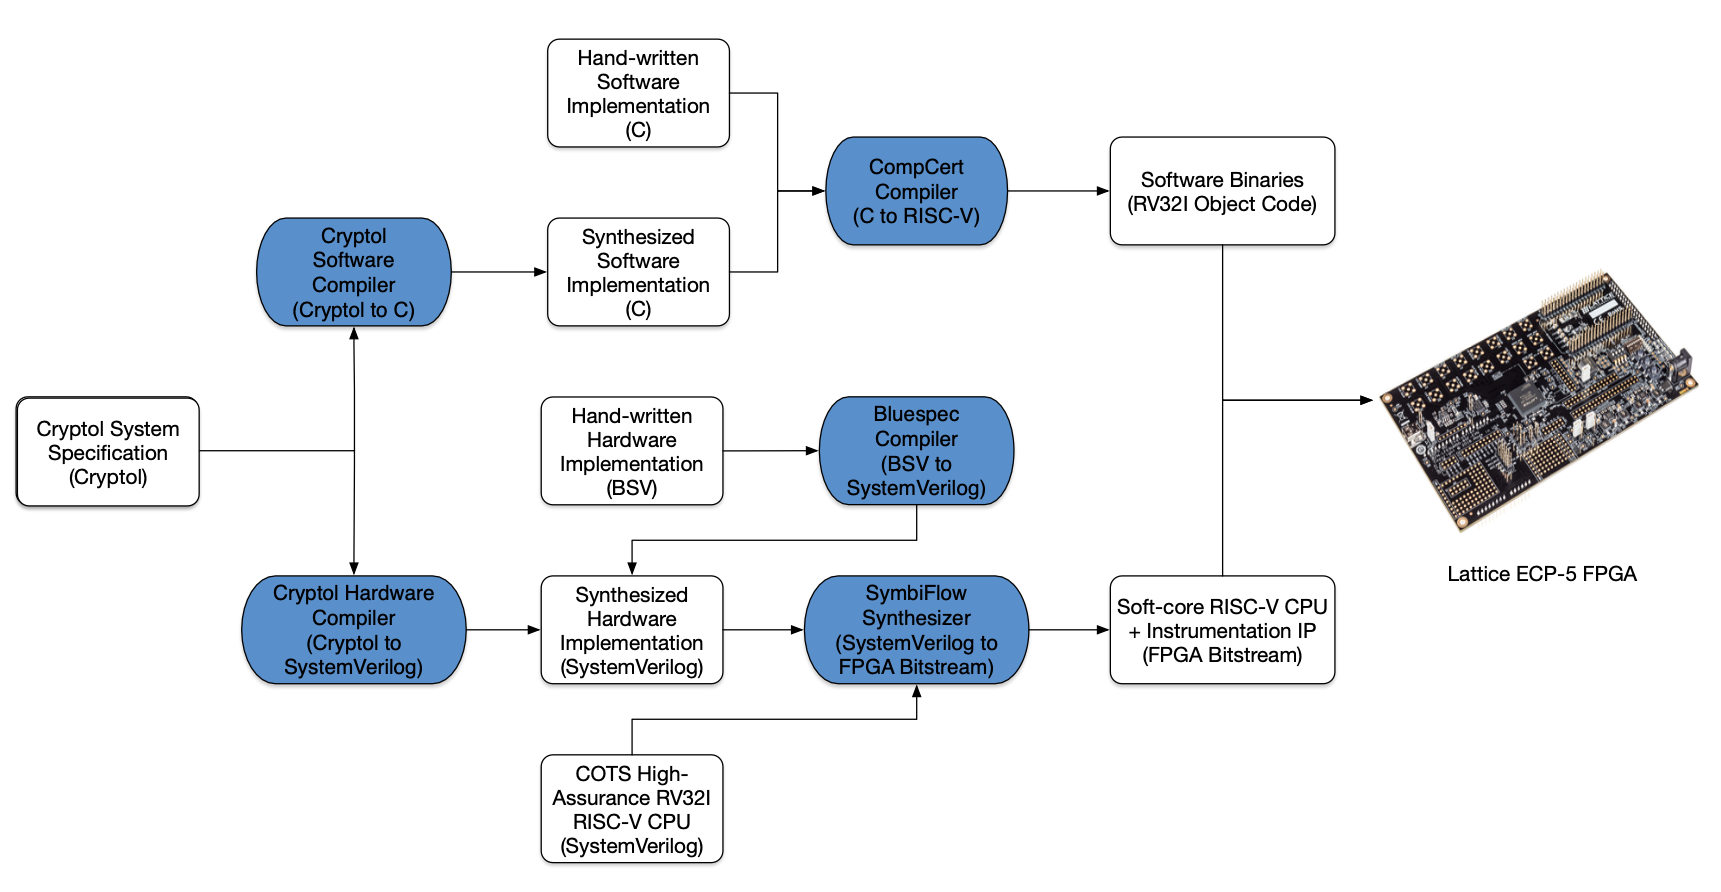 Hand-written
Software
Implementation
(C)
CompCert
Compiler
(C to RISC-V)
Software Binaries
(RV32I Object Code)
Cryptol
Software
Compiler
(Cryptol to C)
Synthesized
Software
Implementation
(C)
Cryptol System
Specification
(Cryptol)
Hand-written
Hardware
Implementation
(BSV)
Bluespec
Compiler
(BSV to
SystemVerilog)
Lattice ECP-5 FPGA
Cryptol Hardware
Compiler
(Cryptol to
SystemVerilog)
Synthesized
Hardware
Implementation
(SystemVerilog)
SymbiFlow
Synthesizer
(SystemVerilog to
FPGA Bitstream)
Soft-core RISC-V CPU
+ Instrumentation IP
(FPGA Bitstream)
COTS High-
Assurance RV32I
RISC-V CPU
(SystemVerilog)